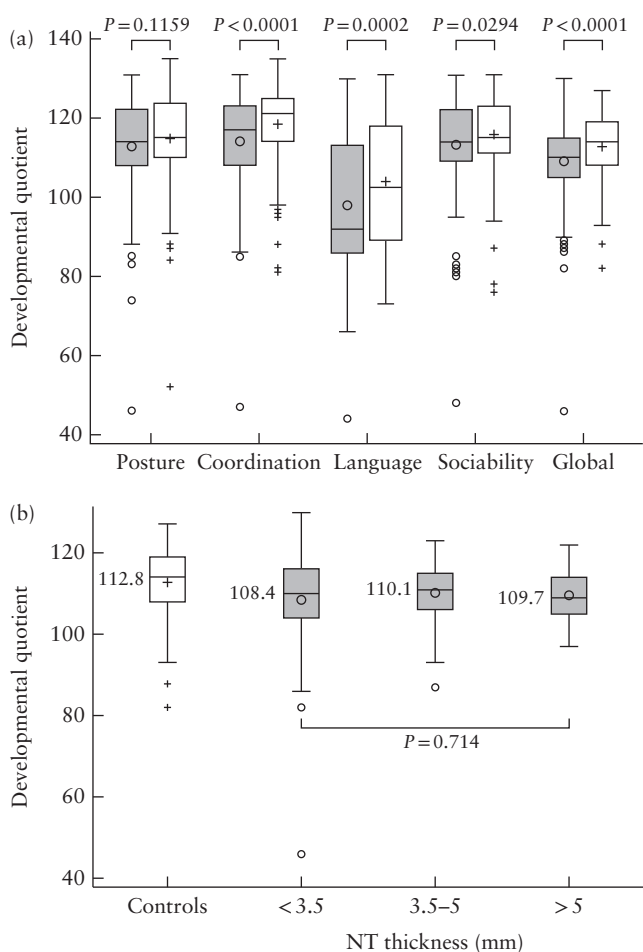 (a)
P = 0.1159 P < 0.0001 P = 0.0002 P = 0.0294 P < 0.0001
140
120
100
80
60
40
Developmental quotient
Posture Coordination Language Sociability Global
(b)
120
100
80
60
40
Developmental quotient
112.8 108.4 110.1 109.7
P = 0.714
Controls < 3.5 3.5–5 > 5
NT thickness (mm)